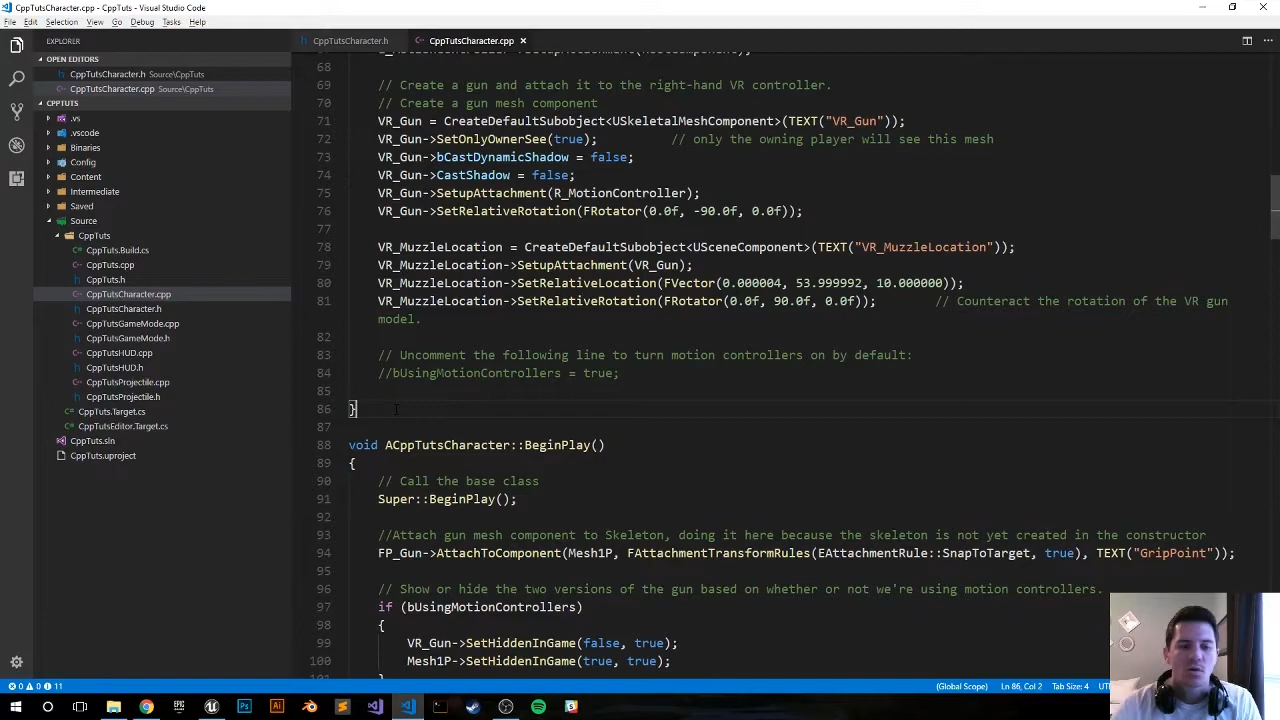 CppTutsCharacter.cpp - CppTuts - Visual Studio Code
File Edit Selection View Go Debug Tasks Help
EXPLORER
CppTutsCharacter.h
CppTutsCharacter.cpp
OPEN EDITORS
CppTutsCharacter.h Source\CppTuts
CppTutsCharacter.cpp Source\CppTuts
CPPTUTS
.vs
.vscode
Binaries
Config
Content
Intermediate
Saved
Source
CppTuts
CppTuts.Build.cs
CppTuts.cpp
CppTuts.h
CppTutsCharacter.cpp
CppTutsCharacter.h
CppTutsGameMode.cpp
CppTutsGameMode.h
CppTutsHUD.cpp
CppTutsHUD.h
CppTutsProjectile.cpp
CppTutsProjectile.h
CppTuts.Target.cs
CppTutsEditor.Target.cs
CppTuts.sln
CppTuts.uproject
68
69 // Create a gun and attach it to the right-hand VR controller.
70 // Create a gun mesh component
71 VR_Gun = CreateDefaultSubobject<USkeletalMeshComponent>(TEXT("VR_Gun"));
72 VR_Gun->SetOnlyOwnerSee(true); // only the owning player will see this mesh
73 VR_Gun->bCastDynamicShadow = false;
74 VR_Gun->CastShadow = false;
75 VR_Gun->SetupAttachment(R_MotionController);
76 VR_Gun->SetRelativeRotation(FRotator(0.0f, -90.0f, 0.0f));
77
78 VR_MuzzleLocation = CreateDefaultSubobject<USceneComponent>(TEXT("VR_MuzzleLocation"));
79 VR_MuzzleLocation->SetupAttachment(VR_Gun);
80 VR_MuzzleLocation->SetRelativeLocation(FVector(0.000004, 53.999992, 10.000000));
81 VR_MuzzleLocation->SetRelativeRotation(FRotator(0.0f, 90.0f, 0.0f)); // Counteract the rotation of the VR gun
model.
82
83 // Uncomment the following line to turn motion controllers on by default:
84 //bUsingMotionControllers = true;
85
86 }
87
88 void ACppTutsCharacter::BeginPlay()
89 {
90 // Call the base class
91 Super::BeginPlay();
92
93 //Attach gun mesh component to Skeleton, doing it here because the skeleton is not yet created in the constructor
94 FP_Gun->AttachToComponent(Mesh1P, FAttachmentTransformRules(EAttachmentRule::SnapToTarget, true), TEXT("GripPoint"));
95
96 // Show or hide the two versions of the gun based on whether or not we're using motion controllers.
97 if (bUsingMotionControllers)
98 {
99 VR_Gun->SetHiddenInGame(false, true);
100 Mesh1P->SetHiddenInGame(true, true);
0 0 11
(Global Scope) Ln 86, Col 2 Tab Size: 4